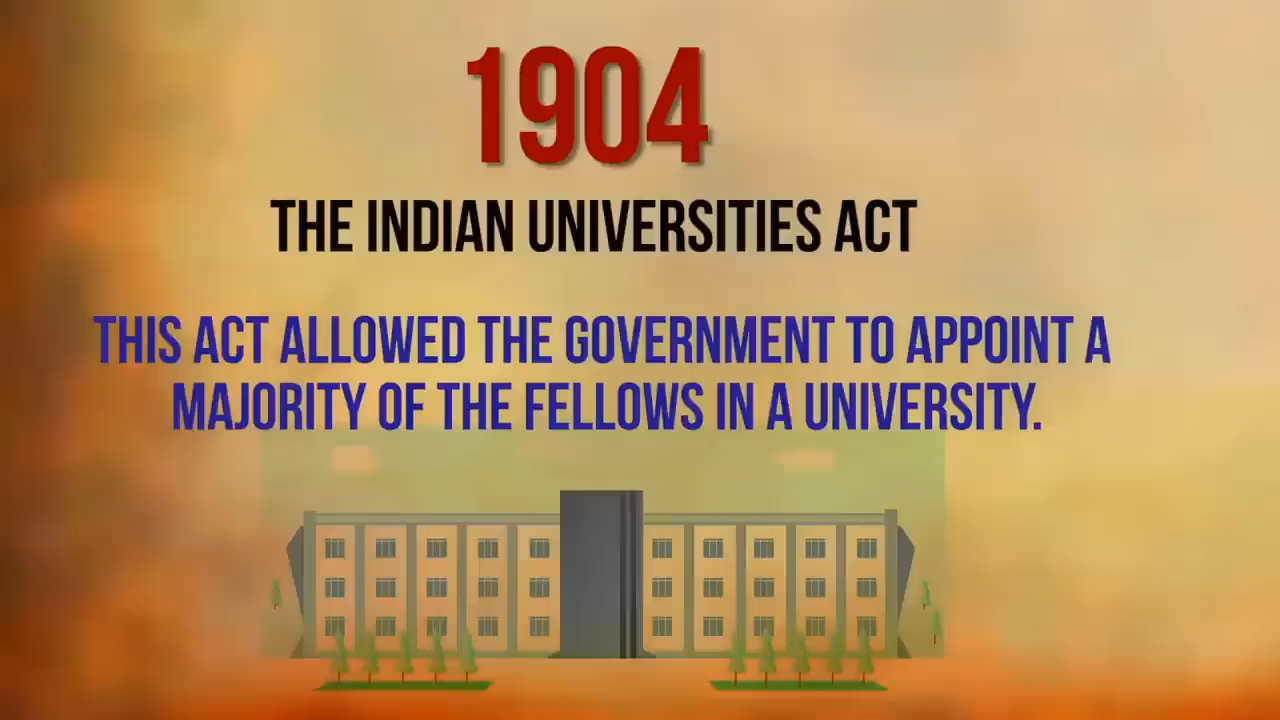 1904
THE INDIAN UNIVERSITIES ACT
THIS ACT ALLOWED THE GOVERNMENT TO APPOINT A
MAJORITY OF THE FELLOWS IN A UNIVERSITY.